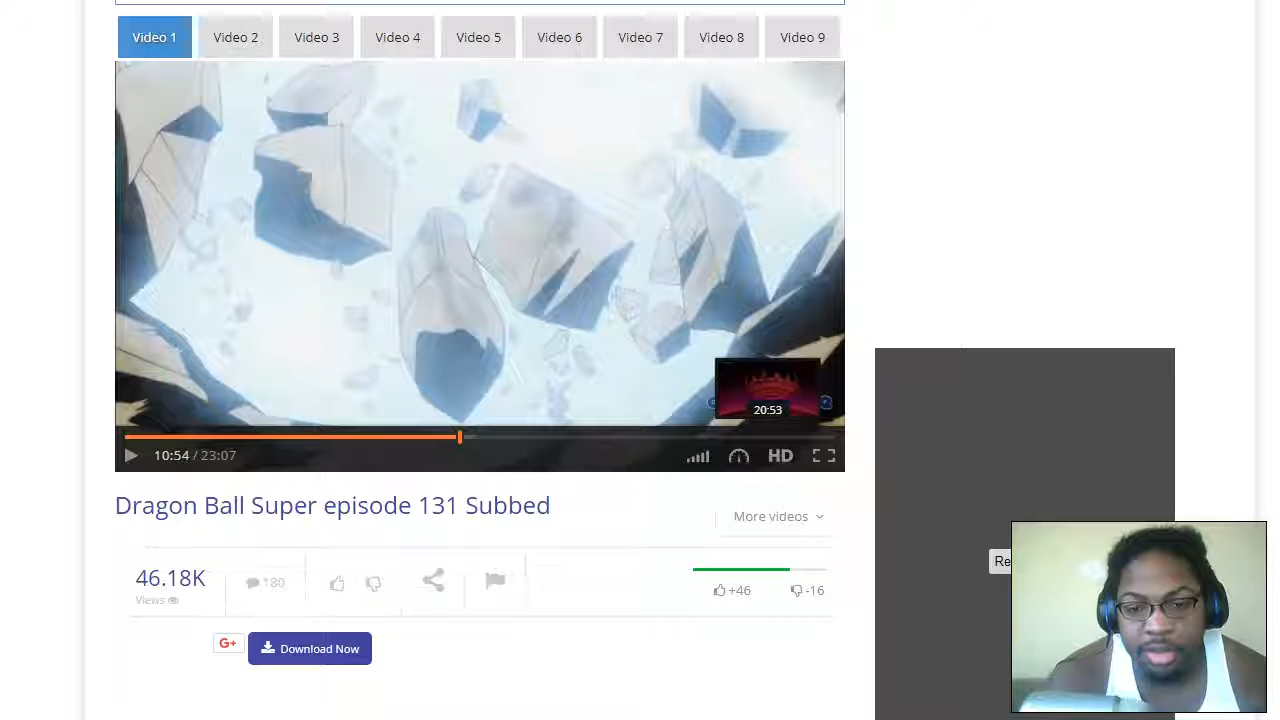 Video 1
Video 2
Video 3
Video 4
Video 5
Video 6
Video 7
Video 8
Video 9
20:53
10:54 / 23:07
HD
Dragon Ball Super episode 131 Subbed
More videos
46.18K
Views
180
+46
-16
G+
Download Now
Re